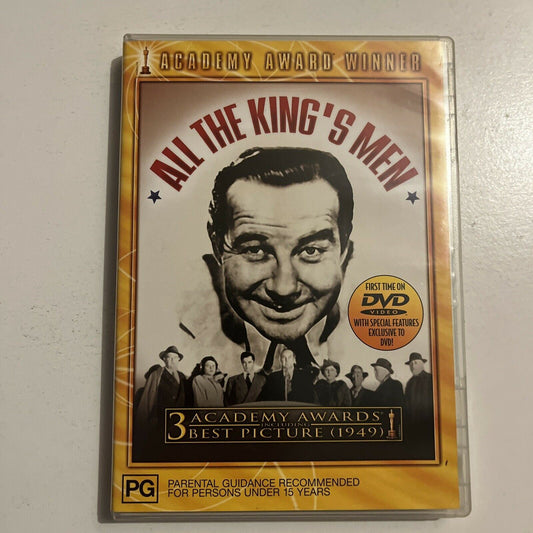 ACADEMY AWARD WINNER
ALL THE KING'S MEN
FIRST TIME ON
DVD
VIDEO
WITH SPECIAL FEATURES
EXCLUSIVE TO
DVD!
3 ACADEMY AWARDS
INCLUDING
BEST PICTURE (1949)
PG
PARENTAL GUIDANCE RECOMMENDED
FOR PERSONS UNDER 15 YEARS